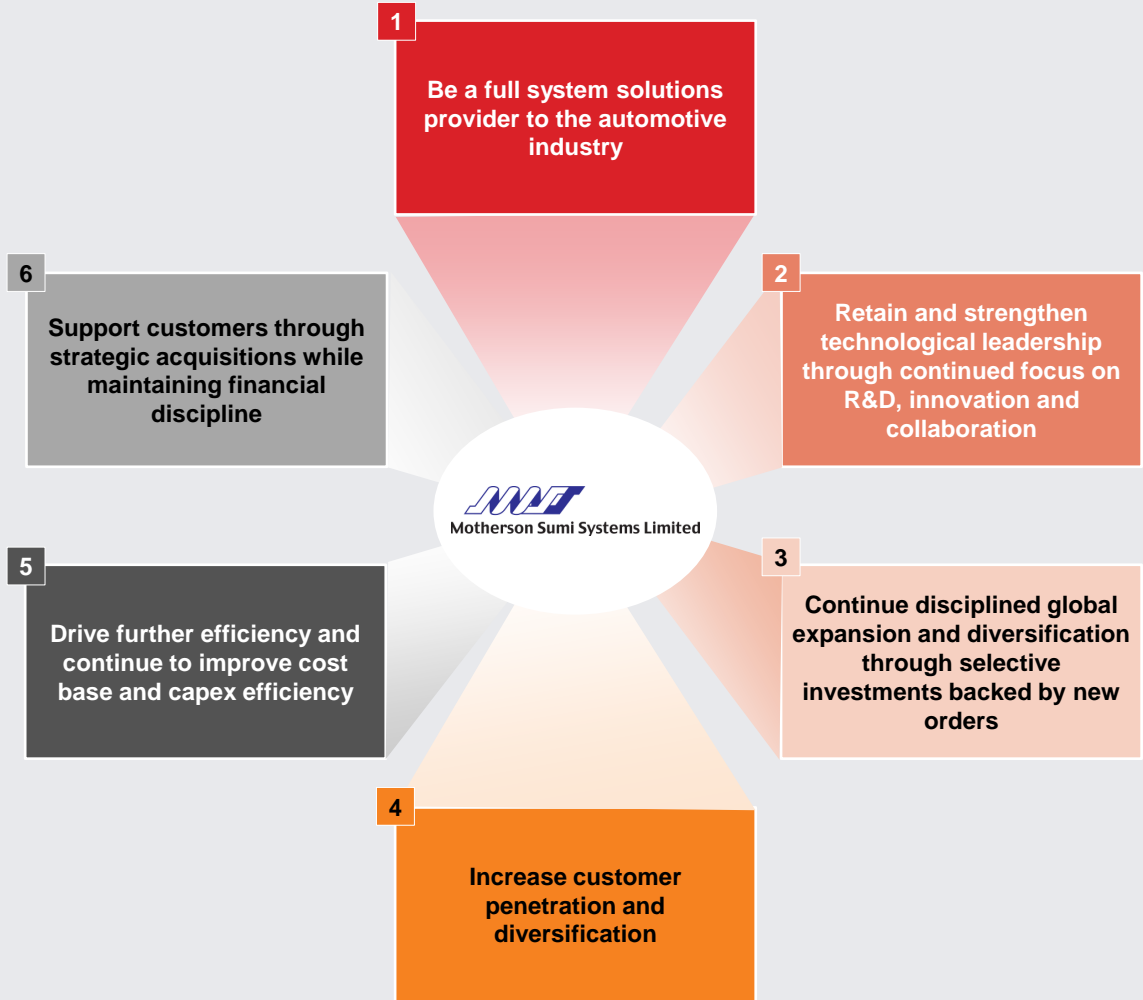 1
Be a full system solutions
provider to the automotive
industry
2
Retain and strengthen
technological leadership
through continued focus on
R&D, innovation and
collaboration
3
Continue disciplined global
expansion and diversification
through selective
investments backed by new
orders
4
Increase customer
penetration and
diversification
5
Drive further efficiency and
continue to improve cost
base and capex efficiency
6
Support customers through
strategic acquisitions while
maintaining financial
discipline
Motherson Sumi Systems Limited